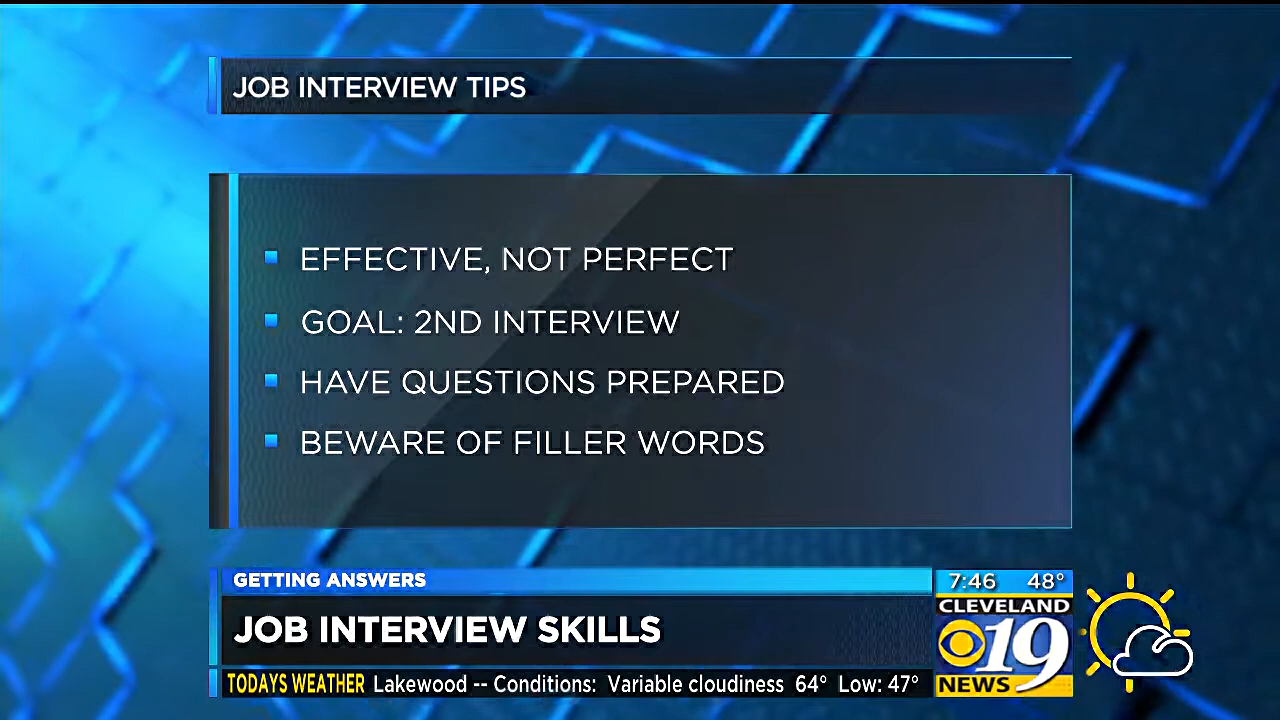 JOB INTERVIEW TIPS
EFFECTIVE, NOT PERFECT
GOAL: 2ND INTERVIEW
HAVE QUESTIONS PREPARED
BEWARE OF FILLER WORDS
GETTING ANSWERS
JOB INTERVIEW SKILLS
7:46 48°
CLEVELAND
19
NEWS
TODAYS WEATHER Lakewood -- Conditions: Variable cloudiness 64° Low: 47°